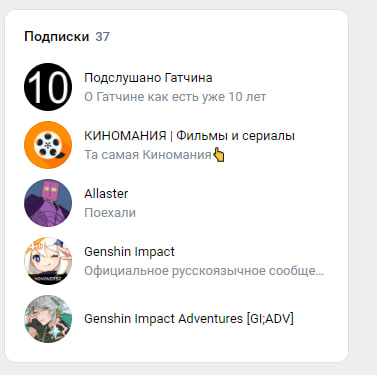 Подписки 37
10
Подслушано Гатчина
О Гатчине как есть уже 10 лет
КИНОМАНИЯ | Фильмы и сериалы
Та самая Киномания👆
Allaster
Поехали
Genshin Impact
Официальное русскоязычное сообще...
Genshin Impact Adventures [GI;ADV]